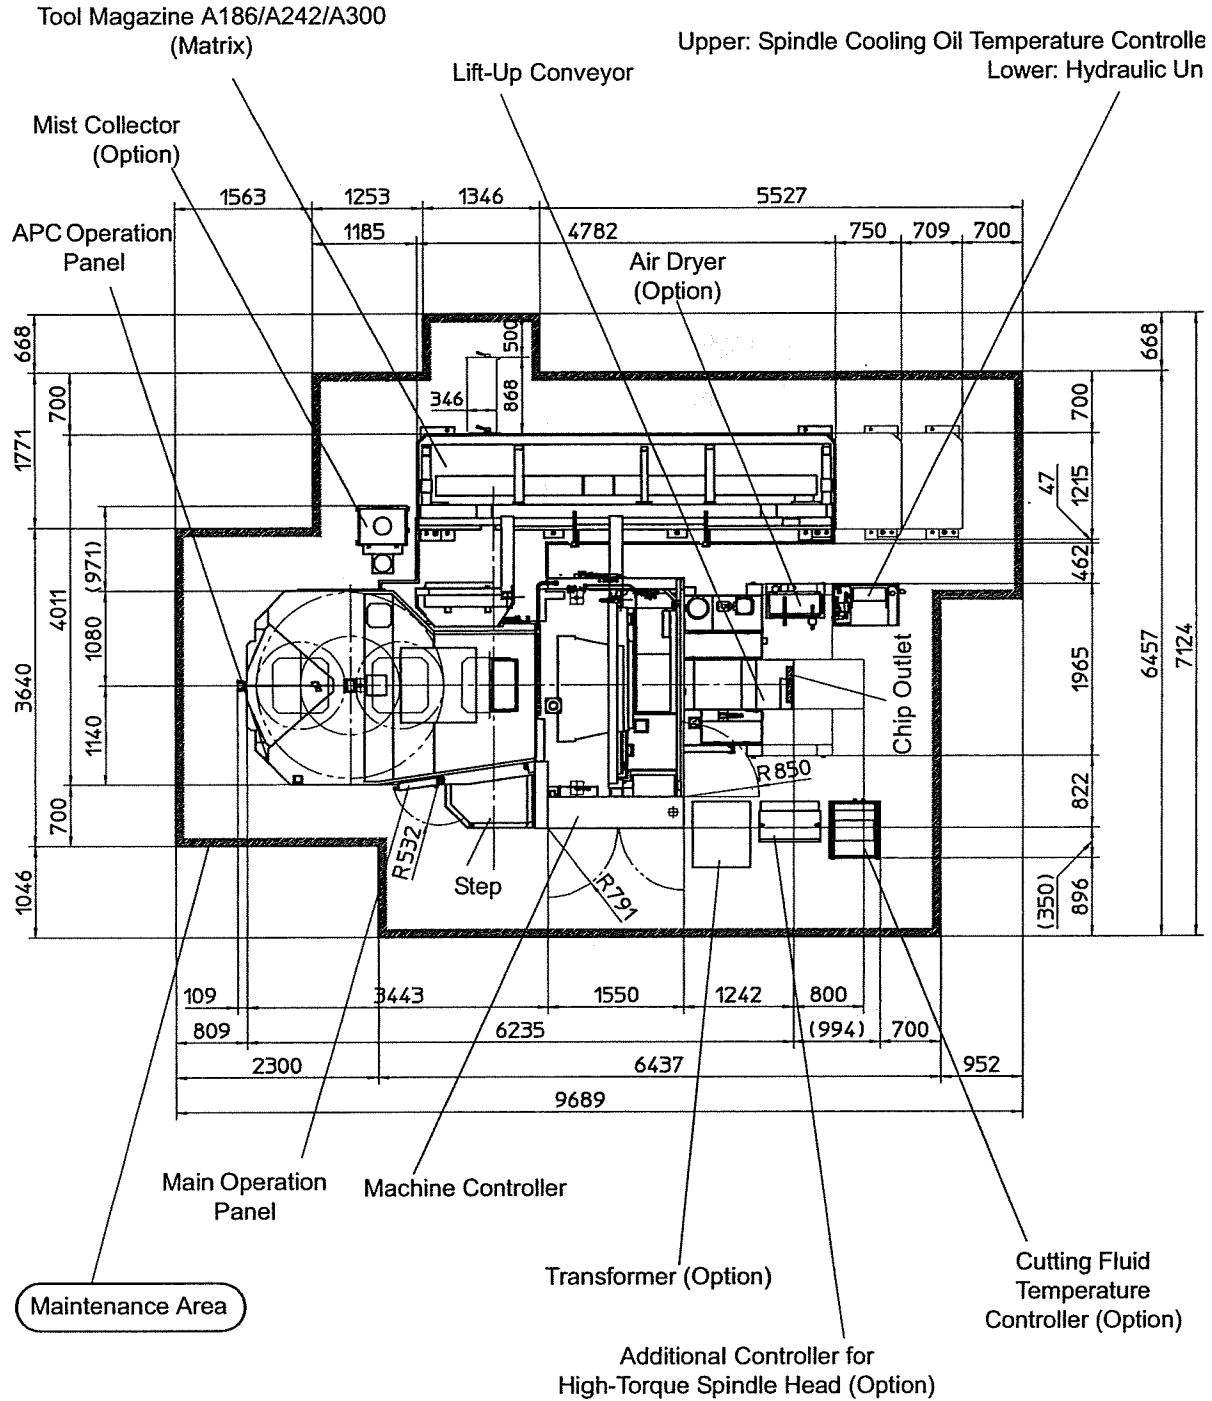 Tool Magazine A186/A242/A300
(Matrix)
Upper: Spindle Cooling Oil Temperature Controlle
Lower: Hydraulic Un
Lift-Up Conveyor
Mist Collector
(Option)
1563
1253
1346
5527
APC Operation
Panel
1185
4782
750
709
700
Air Dryer
(Option)
668
500
668
700
346
868
700
1771
47
1215
(971)
462
4011
1080
3640
1965
6457
7124
Chip Outlet
1140
R850
700
822
R532
Step
R791
1046
(350)
896
109
3443
1550
1242
800
809
6235
(994)
700
2300
6437
952
9689
Main Operation
Panel
Machine Controller
Maintenance Area
Transformer (Option)
Cutting Fluid
Temperature
Controller (Option)
Additional Controller for
High-Torque Spindle Head (Option)